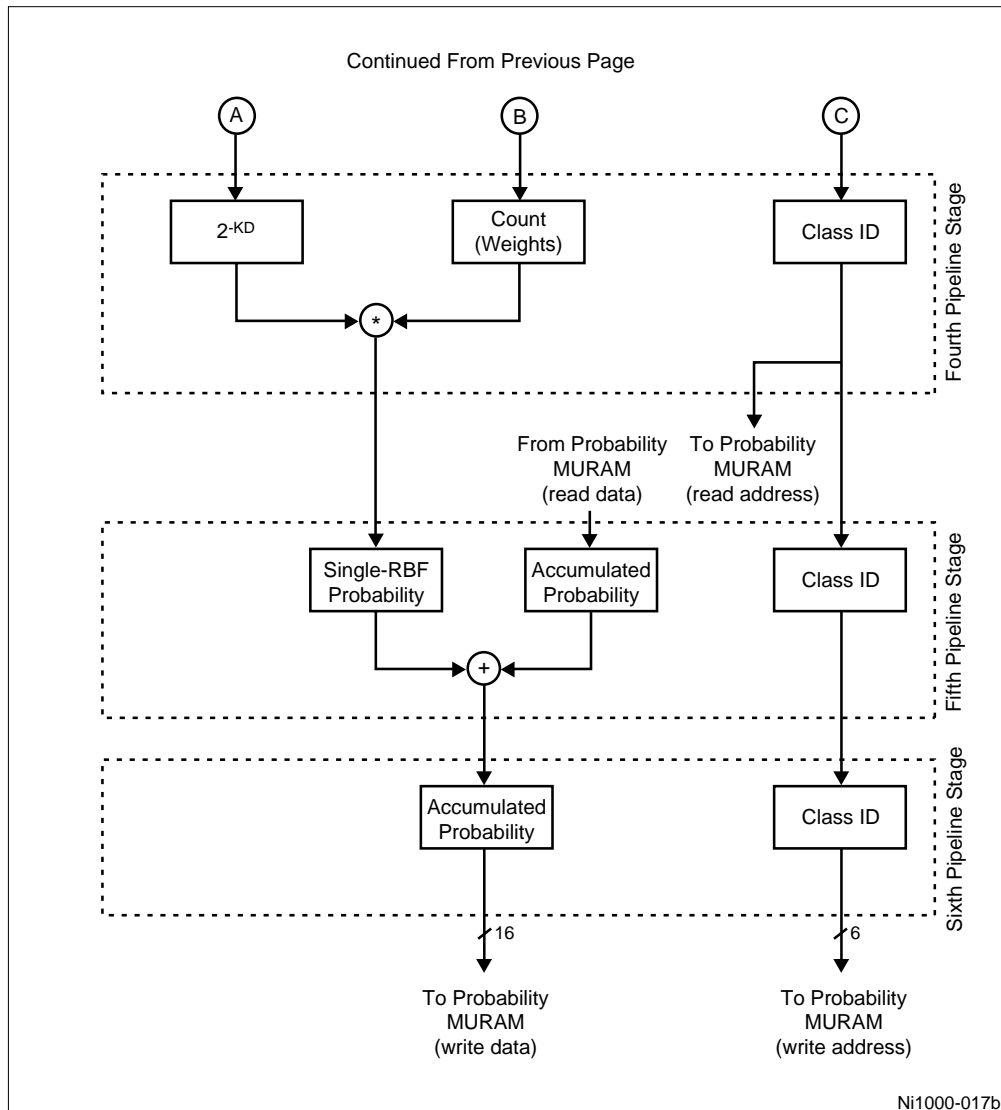 Continued From Previous Page
A
B
C
2-KD
Count
(Weights)
Class ID
*
Fourth Pipeline Stage
From Probability
MURAM
(read data)
To Probability
MURAM
(read address)
Single-RBF
Probability
Accumulated
Probability
Class ID
+
Fifth Pipeline Stage
Accumulated
Probability
Class ID
Sixth Pipeline Stage
16
6
To Probability
MURAM
(write data)
To Probability
MURAM
(write address)
Ni1000-017b